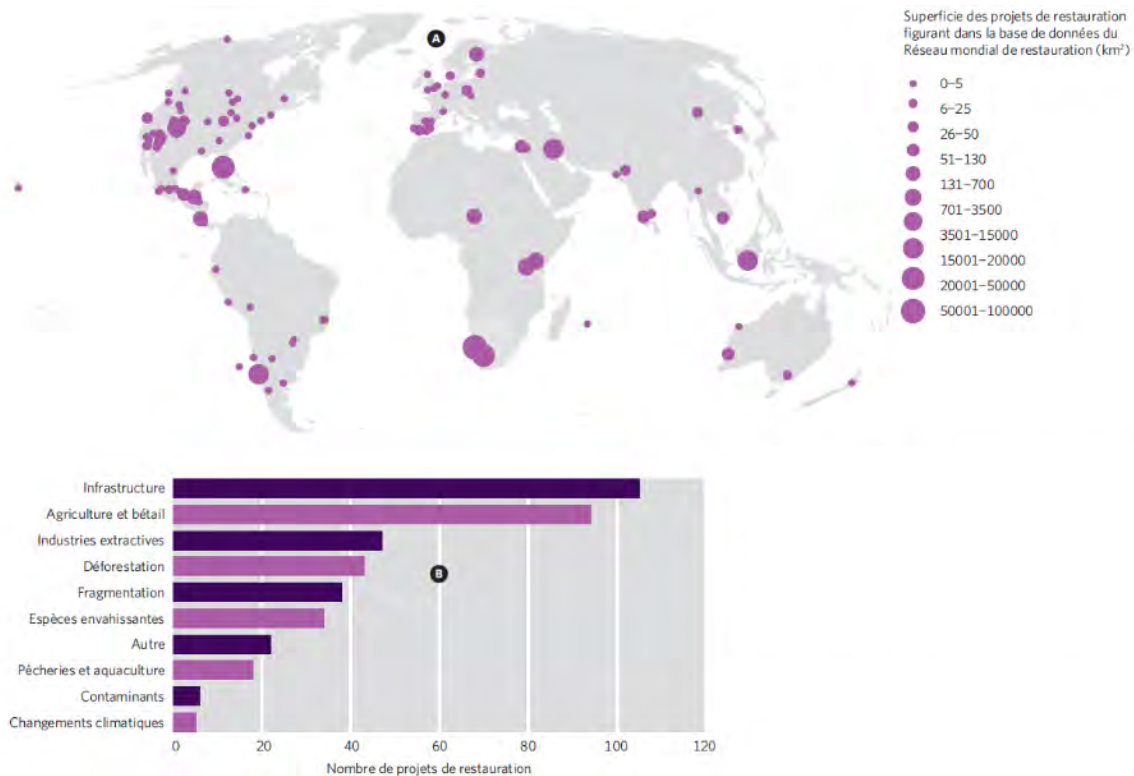 A
Superficie des projets de restauration
figurant dans la base de données du
Réseau mondial de restauration (km²)
0–5
6–25
26–50
51–130
131–700
701–3500
3501–15000
15001–20000
20001–50000
50001–100000
Infrastructure
Agriculture et bétail
Industries extractives
Déforestation
B
Fragmentation
Espèces envahissantes
Autre
Pêcheries et aquaculture
Contaminants
Changements climatiques
0 20 40 60 80 100 120
Nombre de projets de restauration